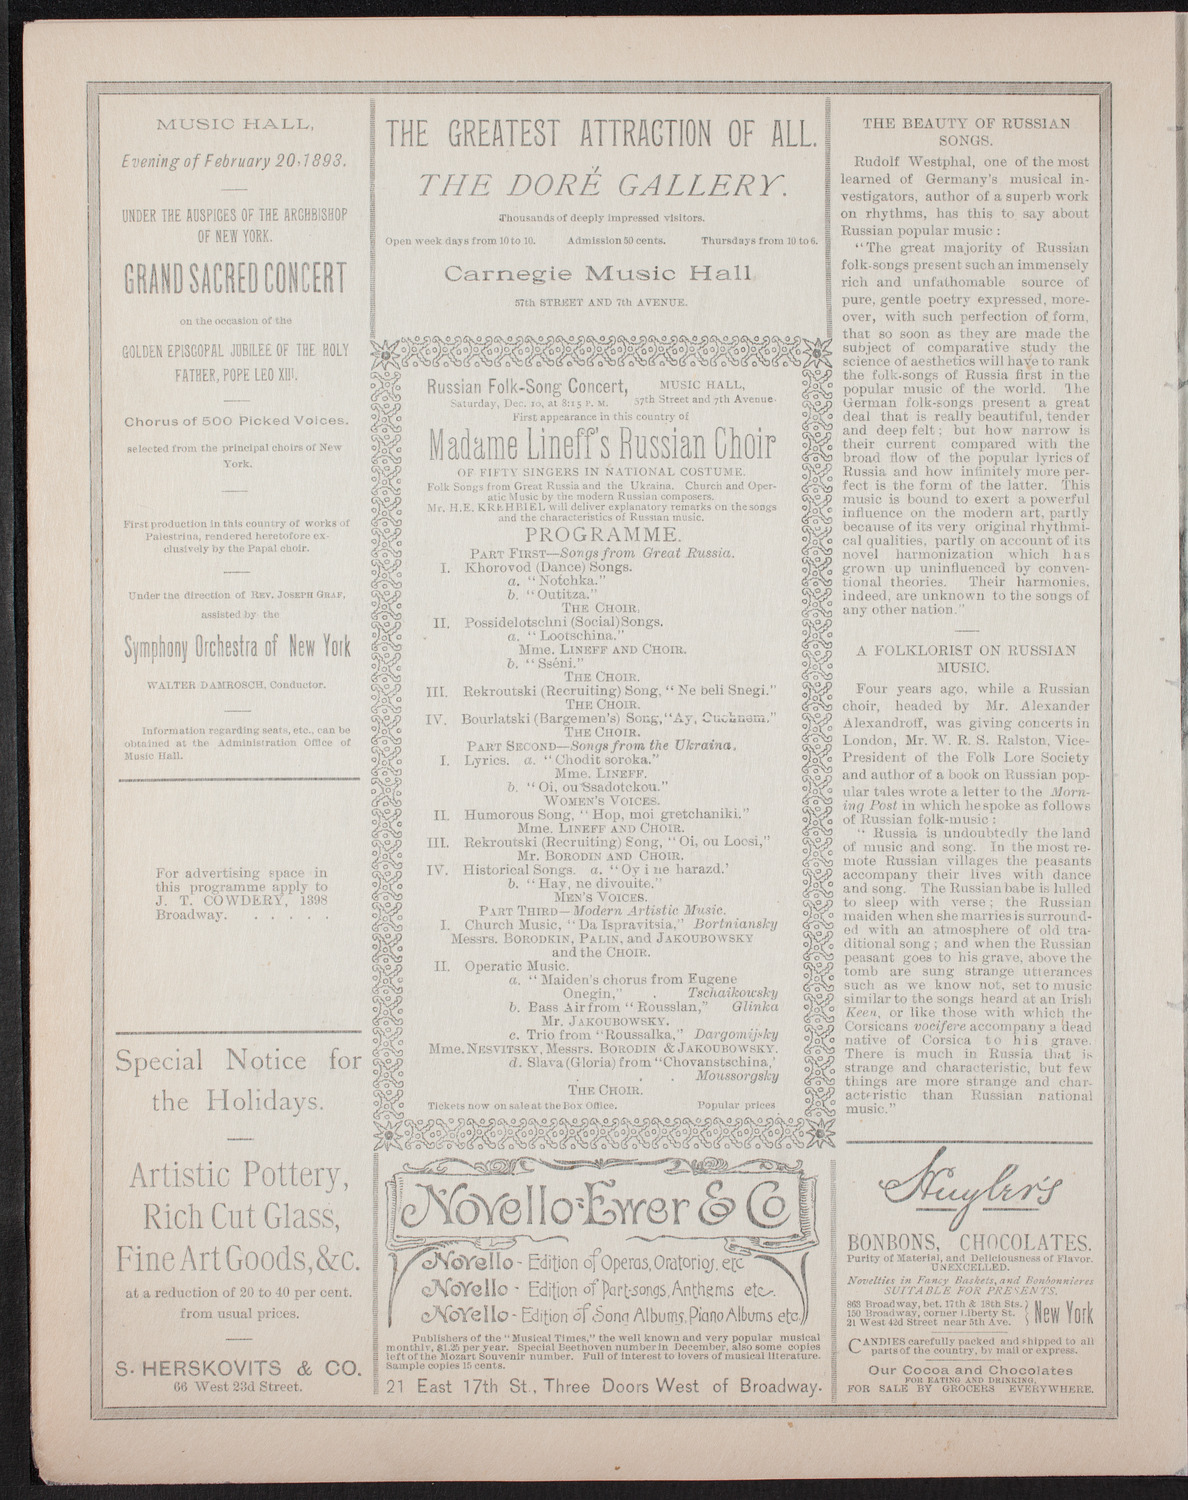 MUSIC HALL,
Evening of February 20, 1893.
UNDER THE AUSPICES OF THE ARCHBISHOP
OF NEW YORK.
GRAND SACRED CONCERT
on the occasion of the
GOLDEN EPISCOPAL JUBILEE OF THE HOLY
FATHER, POPE LEO XIII.
Chorus of 500 Picked Voices.
selected from the principal choirs of New
York.
First production in this country of works of
Palestrina, rendered heretofore ex-
clusively by the Papal choir.
Under the direction of REV. JOSEPH GRAF,
assisted by the
Symphony Orchestra of New York
WALTER DAMROSCH, Conductor.
Information regarding seats, etc., can be
obtained at the Administration Office of
Music Hall.
For advertising space in
this programme apply to
J. T. COWDERY, 1398
Broadway. . . . . .
Special Notice for
the Holidays.
Artistic Pottery,
Rich Cut Glass,
Fine Art Goods, &c.
at a reduction of 20 to 40 per cent.
from usual prices.
S. HERSKOVITS & CO.
66 West 23d Street.
THE GREATEST ATTRACTION OF ALL.
THE DORÉ GALLERY.
Thousands of deeply impressed visitors.
Open week days from 10 to 10. Admission 50 cents. Thursdays from 10 to 6.
Carnegie Music Hall
57th STREET AND 7th AVENUE.
Russian Folk-Song Concert, MUSIC HALL,
Saturday, Dec. 10, at 8:15 P. M. 57th Street and 7th Avenue.
First appearance in this country of
Madame Lineff's Russian Choir
OF FIFTY SINGERS IN NATIONAL COSTUME.
Folk Songs from Great Russia and the Ukraina. Church and Oper-
atic Music by the modern Russian composers.
Mr. H. E. KREHBIEL will deliver explanatory remarks on the songs
and the characteristics of Russian music.
PROGRAMME.
PART FIRST—Songs from Great Russia.
I. Khorovod (Dance) Songs.
a. "Notchka."
b. "Outitza."
THE CHOIR,
II. Possidelotschni (Social) Songs.
a. "Lootschina."
Mme. LINEFF AND CHOIR.
b. "Sséni."
THE CHOIR.
III. Rekroutski (Recruiting) Song, "Ne beli Snegi."
THE CHOIR.
IV. Bourlatski (Bargemen's) Song, "Ay, Ouchnem."
THE CHOIR.
PART SECOND—Songs from the Ukraina.
I. Lyrics. a. "Chodit soroka."
Mme. LINEFF.
b. "Oi, ou Ssadotckou."
WOMEN'S VOICES.
II. Humorous Song, "Hop, moi gretchaniki."
Mme. LINEFF AND CHOIR.
III. Rekroutski (Recruiting) Song, "Oi, ou Locsi,"
Mr. BORODIN AND CHOIR.
IV. Historical Songs. a. "Oy i ne harazd.'
b. "Hay, ne divouite."
MEN'S VOICES.
PART THIRD—Modern Artistic Music.
I. Church Music, "Da Ispravitsia," Bortniansky
Messrs. BORODKIN, PALIN, and JAKOUBOWSKY
and the CHOIR.
II. Operatic Music.
a. "Maiden's chorus from Eugene
Onegin," . Tschaikowsky
b. Bass Air from "Rousslan," Glinka
Mr. JAKOUBOWSKY.
c. Trio from "Roussalka," Dargomijsky
Mme. NESVITSKY, Messrs. BORODIN & JAKOUBOWSKY.
d. Slava (Gloria) from "Chovanstschina,'
. . . Moussorgsky
THE CHOIR.
Tickets now on sale at the Box Office. Popular prices
Novello=Ewer & Co
Novello - Edition of Operas, Oratorios, etc
Novello - Edition of Part-songs, Anthems etc.
Novello - Edition of Song Albums, Piano Albums etc.
Publishers of the "Musical Times," the well known and very popular musical
monthly, $1.25 per year. Special Beethoven number in December, also some copies
left of the Mozart Souvenir number. Full of interest to lovers of musical literature.
Sample copies 15 cents.
21 East 17th St., Three Doors West of Broadway.
THE BEAUTY OF RUSSIAN
SONGS.
Rudolf Westphal, one of the most
learned of Germany's musical in-
vestigators, author of a superb work
on rhythms, has this to say about
Russian popular music :
"The great majority of Russian
folk-songs present such an immensely
rich and unfathomable source of
pure, gentle poetry expressed, more-
over, with such perfection of form,
that so soon as they are made the
subject of comparative study the
science of aesthetics will have to rank
the folk-songs of Russia first in the
popular music of the world. The
German folk-songs present a great
deal that is really beautiful, tender
and deep felt ; but how narrow is
their current compared with the
broad flow of the popular lyrics of
Russia and how infinitely more per-
fect is the form of the latter. This
music is bound to exert a powerful
influence on the modern art, partly
because of its very original rhythmi-
cal qualities, partly on account of its
novel harmonization which has
grown up uninfluenced by conven-
tional theories. Their harmonies,
indeed, are unknown to the songs of
any other nation."
A FOLKLORIST ON RUSSIAN
MUSIC.
Four years ago, while a Russian
choir, headed by Mr. Alexander
Alexandroff, was giving concerts in
London, Mr. W. R. S. Ralston, Vice-
President of the Folk Lore Society
and author of a book on Russian pop-
ular tales wrote a letter to the Morn-
ing Post in which he spoke as follows
of Russian folk-music :
" Russia is undoubtedly the land
of music and song. In the most re-
mote Russian villages the peasants
accompany their lives with dance
and song. The Russian babe is lulled
to sleep with verse ; the Russian
maiden when she marries is surround-
ed with an atmosphere of old tra-
ditional song ; and when the Russian
peasant goes to his grave, above the
tomb are sung strange utterances
such as we know not, set to music
similar to the songs heard at an Irish
Keen, or like those with which the
Corsicans vocifere accompany a dead
native of Corsica to his grave.
There is much in Russia that is
strange and characteristic, but few
things are more strange and char-
acteristic than Russian national
music."
Huyler's
BONBONS, CHOCOLATES.
Purity of Material, and Deliciousness of Flavor.
UNEXCELLED.
Novelties in Fancy Baskets, and Bonbonnieres
SUITABLE FOR PRESENTS.
863 Broadway, bet. 17th & 18th Sts.
150 Broadway, corner Liberty St. New York
21 West 42d Street near 5th Ave.
CANDIES carefully packed and shipped to all
parts of the country, by mail or express.
Our Cocoa and Chocolates
FOR EATING AND DRINKING,
FOR SALE BY GROCERS EVERYWHERE.